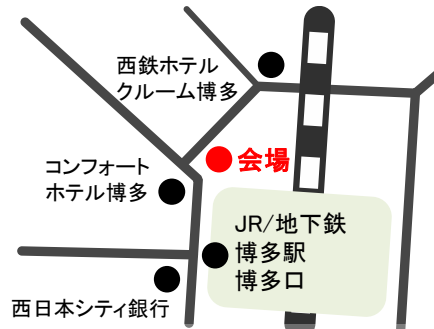 西鉄ホテル
クルーム博多
会場
コンフォート
ホテル博多
JR/地下鉄
博多駅
博多口
西日本シティ銀行